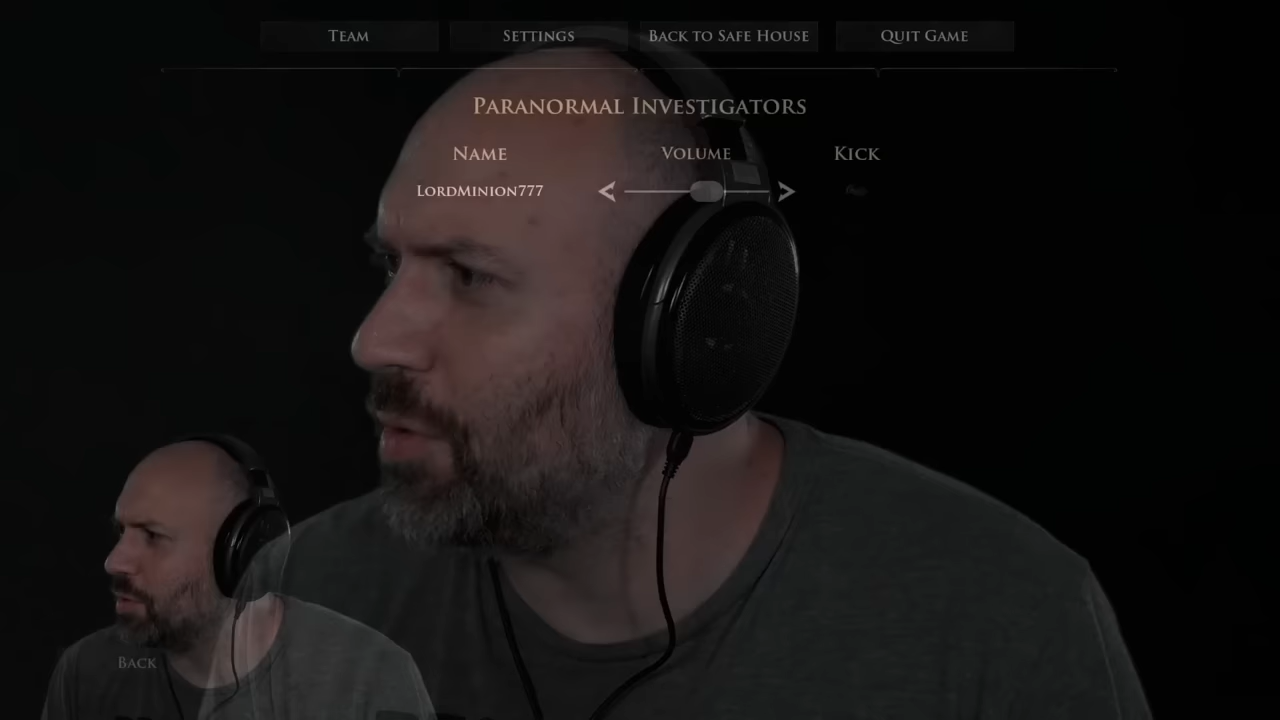 Team Settings Back to Safe House Quit Game
Paranormal Investigators
Name Volume Kick
LordMinion777
Back